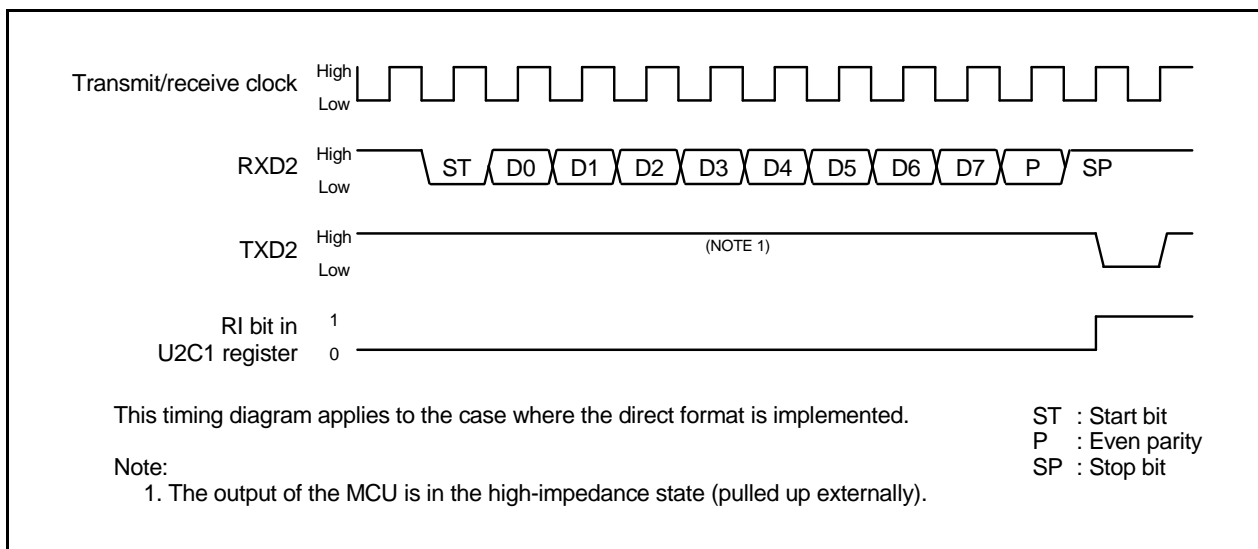 Transmit/receive clock
High
Low
RXD2
High
Low
ST D0 D1 D2 D3 D4 D5 D6 D7 P SP
TXD2
High
Low
(NOTE 1)
RI bit in
U2C1 register
1
0
This timing diagram applies to the case where the direct format is implemented.
Note:
1. The output of the MCU is in the high-impedance state (pulled up externally).
ST : Start bit
P : Even parity
SP : Stop bit